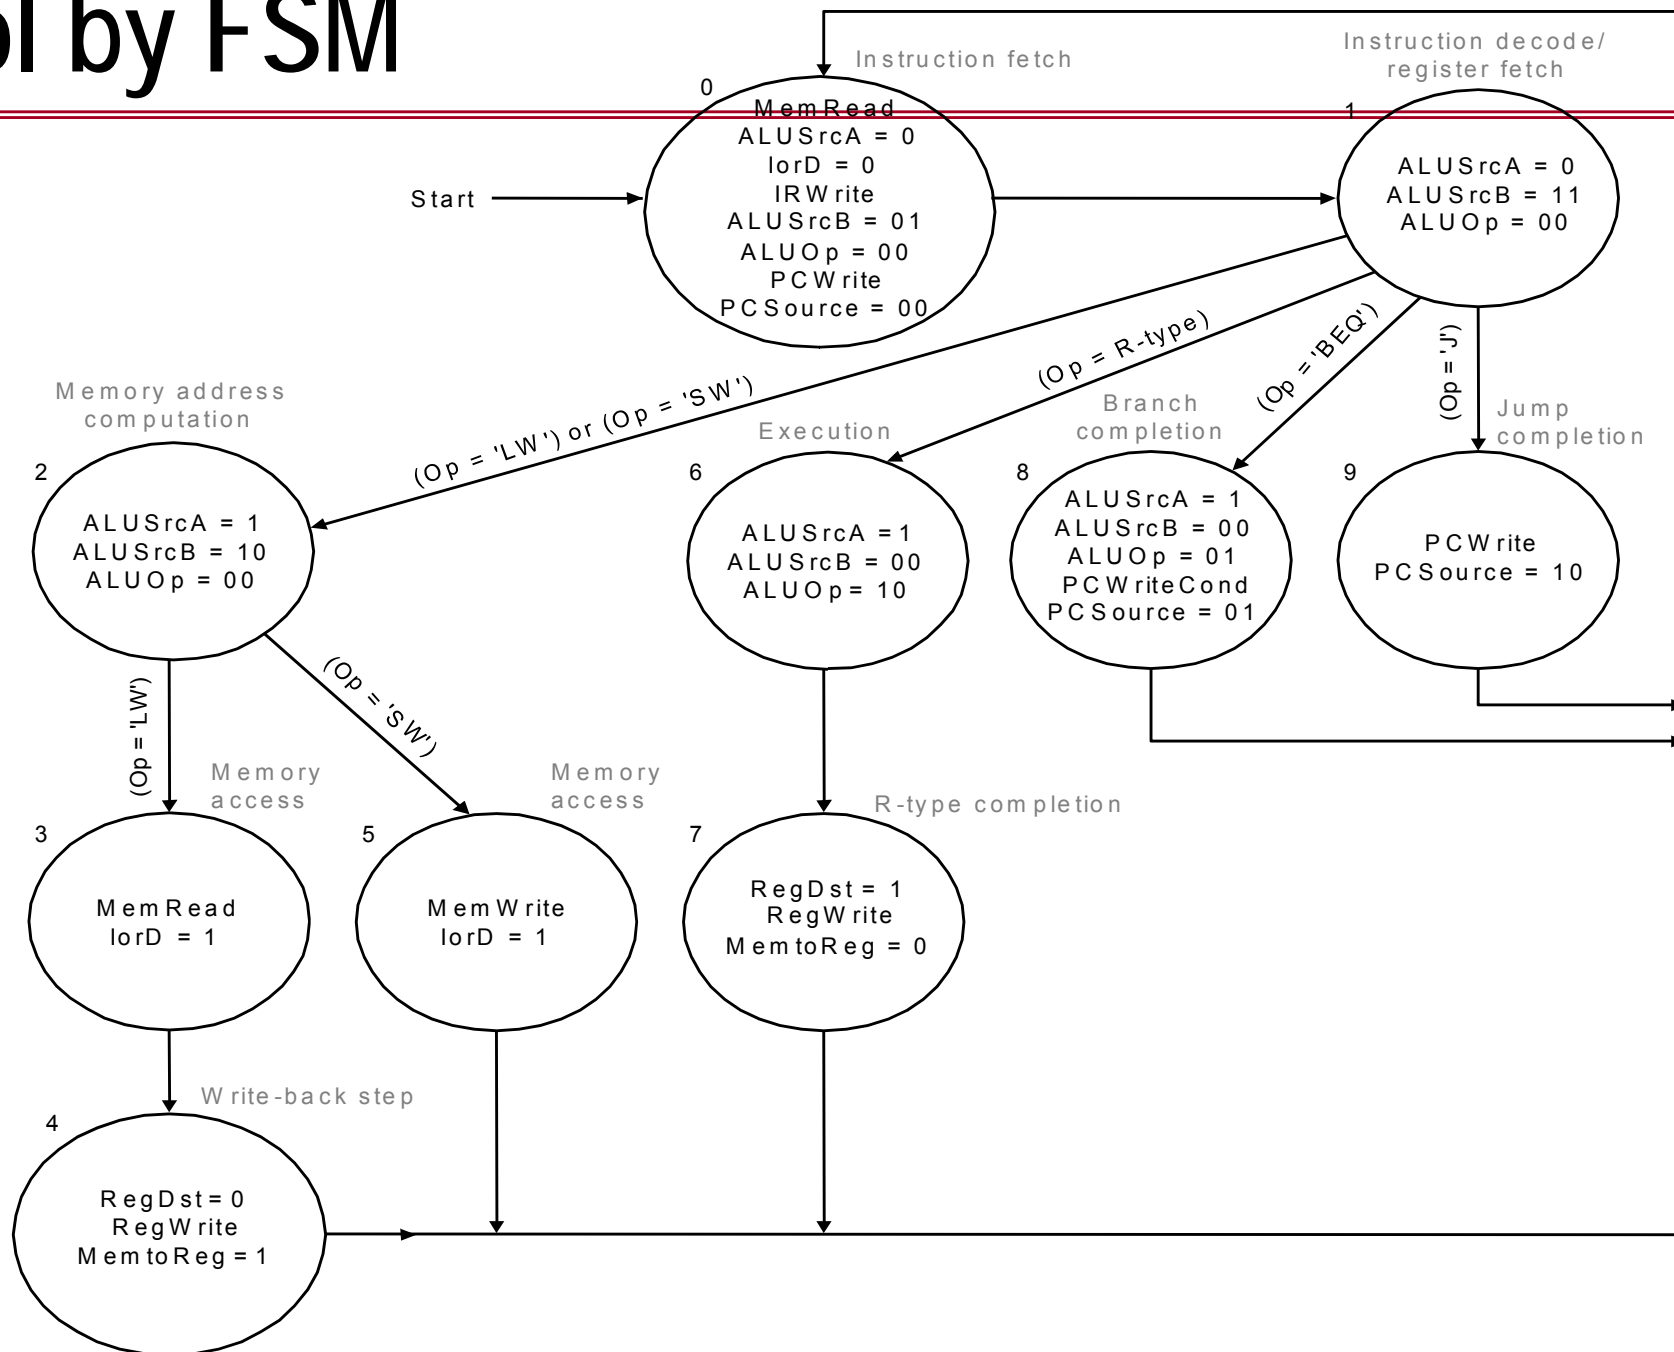 ol by FSM
Instruction fetch
Instruction decode/
register fetch
0
MemRead
ALUSrcA = 0
IorD = 0
IRWrite
ALUSrcB = 01
ALUOp = 00
PCWrite
PCSource = 00
1
ALUSrcA = 0
ALUSrcB = 11
ALUOp = 00
Start
(Op = 'LW') or (Op = 'SW')
(Op = R-type)
(Op = 'BEQ')
(Op = 'J')
Memory address
computation
2
ALUSrcA = 1
ALUSrcB = 10
ALUOp = 00
Execution
6
ALUSrcA =1
ALUSrcB = 00
ALUOp= 10
Branch
completion
8
ALUSrcA = 1
ALUSrcB = 00
ALUOp = 01
PCWriteCond
PCSource = 01
Jump
completion
9
PCWrite
PCSource = 10
(Op = 'LW')
(Op = 'SW')
Memory
access
3
MemRead
IorD = 1
Memory
access
5
MemWrite
IorD = 1
R-type completion
7
RegDst = 1
RegWrite
MemtoReg = 0
Write-back step
4
RegDst=0
RegWrite
MemtoReg=1